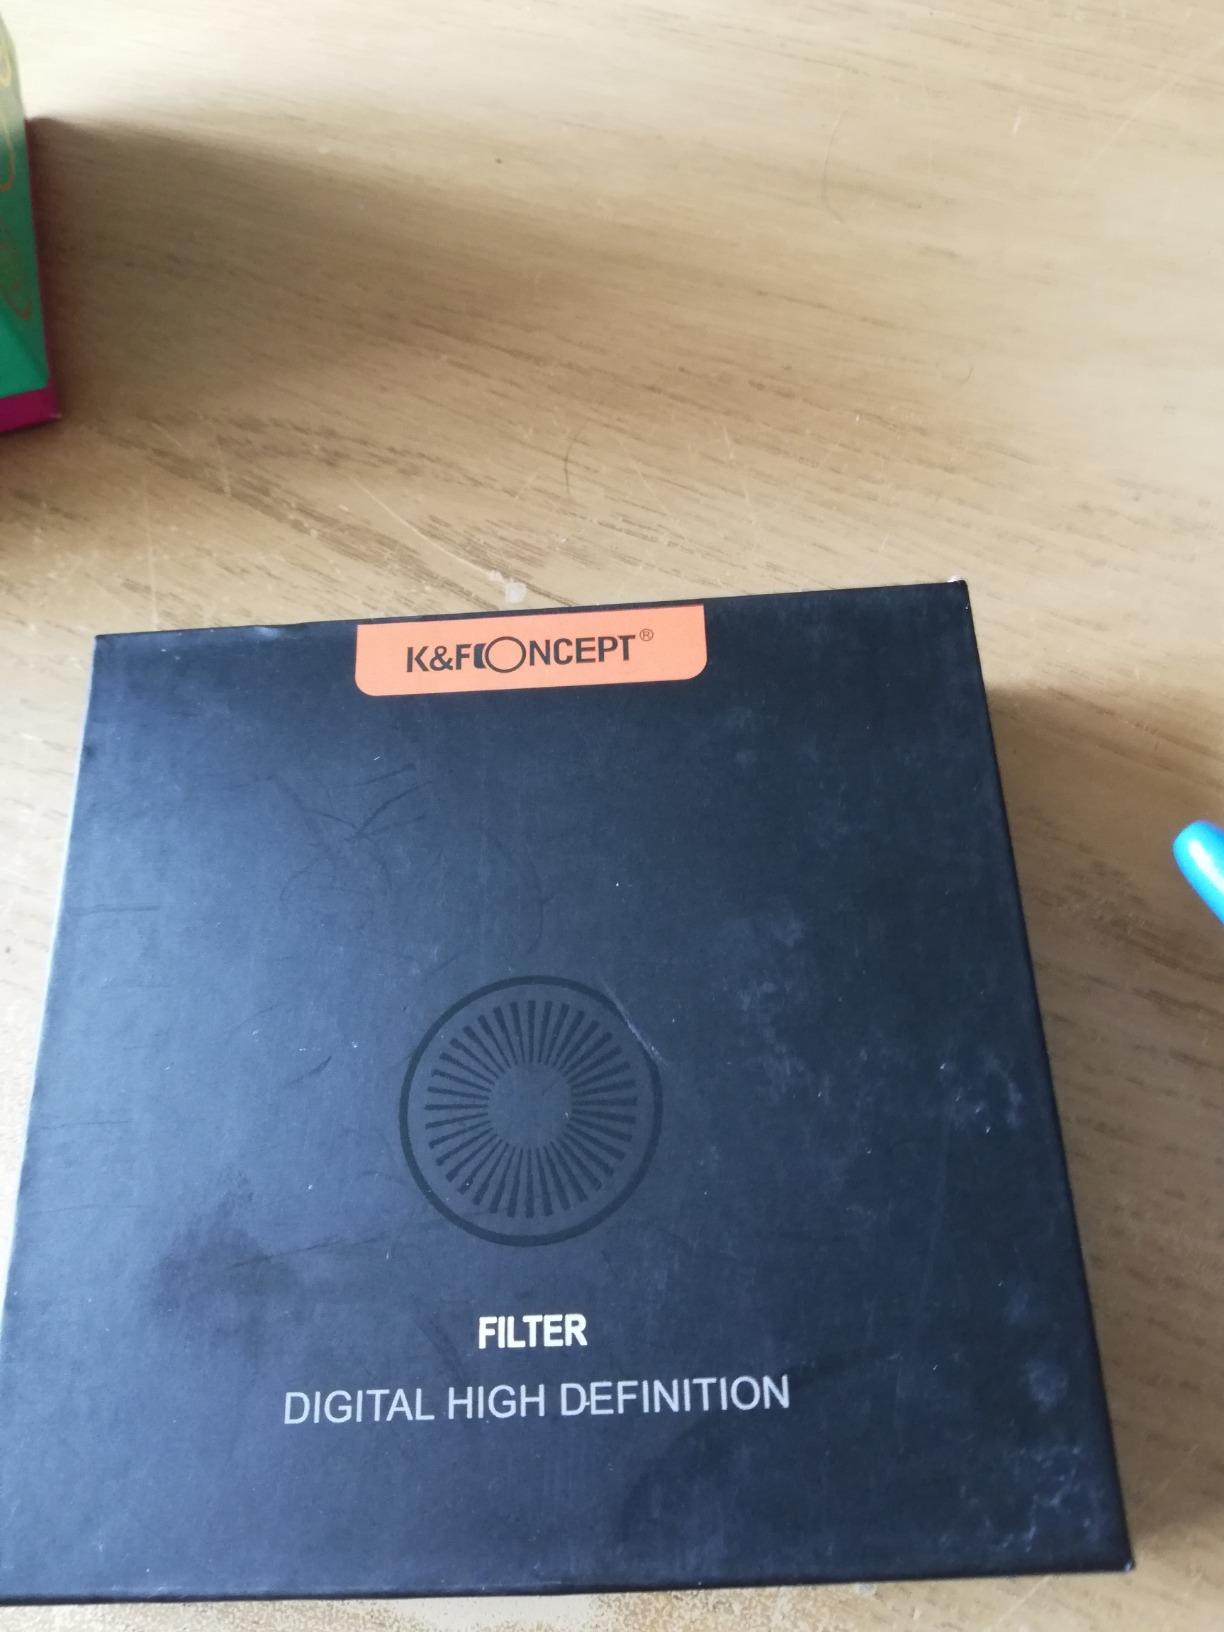 K&FCONCEPT®
FILTER
DIGITAL HIGH DEFINITION